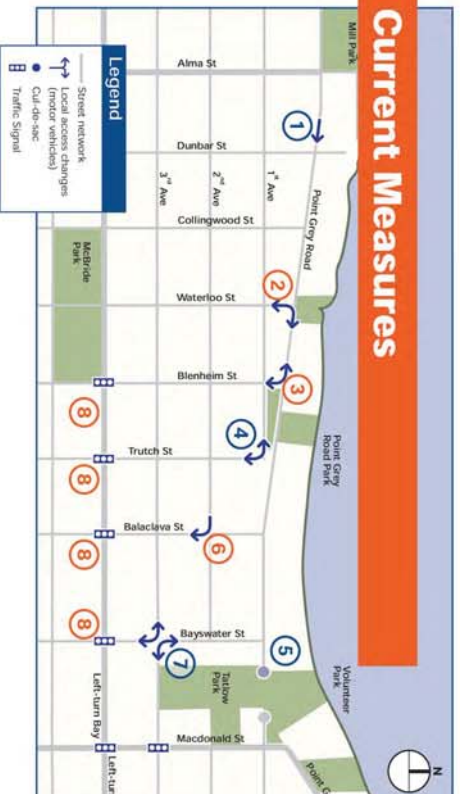 Current Measures
N
Mill Park
Alma St
1
Dunbar St
1st Ave
2nd Ave
3rd Ave
Point Grey Road
Collingwood St
McBride
Park
2
Waterloo St
3
Blenheim St
8
4
Point Grey
Road Park
Trutch St
8
6
Balaclava St
8
5
Volunteer
Park
Bayswater St
8
7
Tatlow
Park
Left-turn Bay
Macdonald St
Left-tur
Point G
Legend
Street network
Local access changes
(motor vehicles)
Cul-de-sac
Traffic Signal